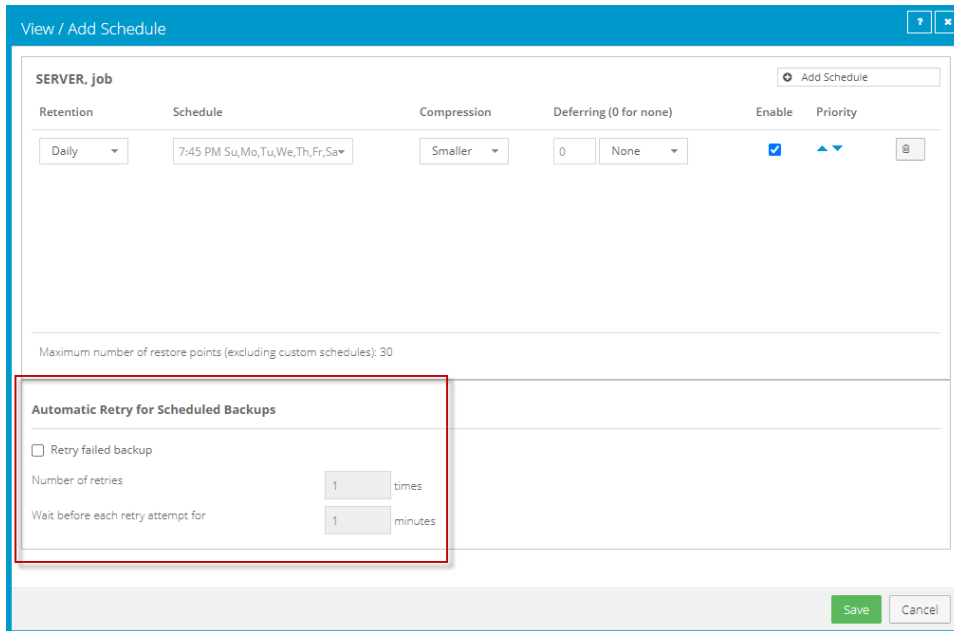 View / Add Schedule ? ×
SERVER, job Add Schedule
Retention Schedule Compression Deferring (0 for none) Enable Priority
Daily 7:45 PM Su,Mo,Tu,We,Th,Fr,Sa Smaller 0 None
Maximum number of restore points (excluding custom schedules): 30
Automatic Retry for Scheduled Backups
Retry failed backup
Number of retries 1 times
Wait before each retry attempt for 1 minutes
Save Cancel